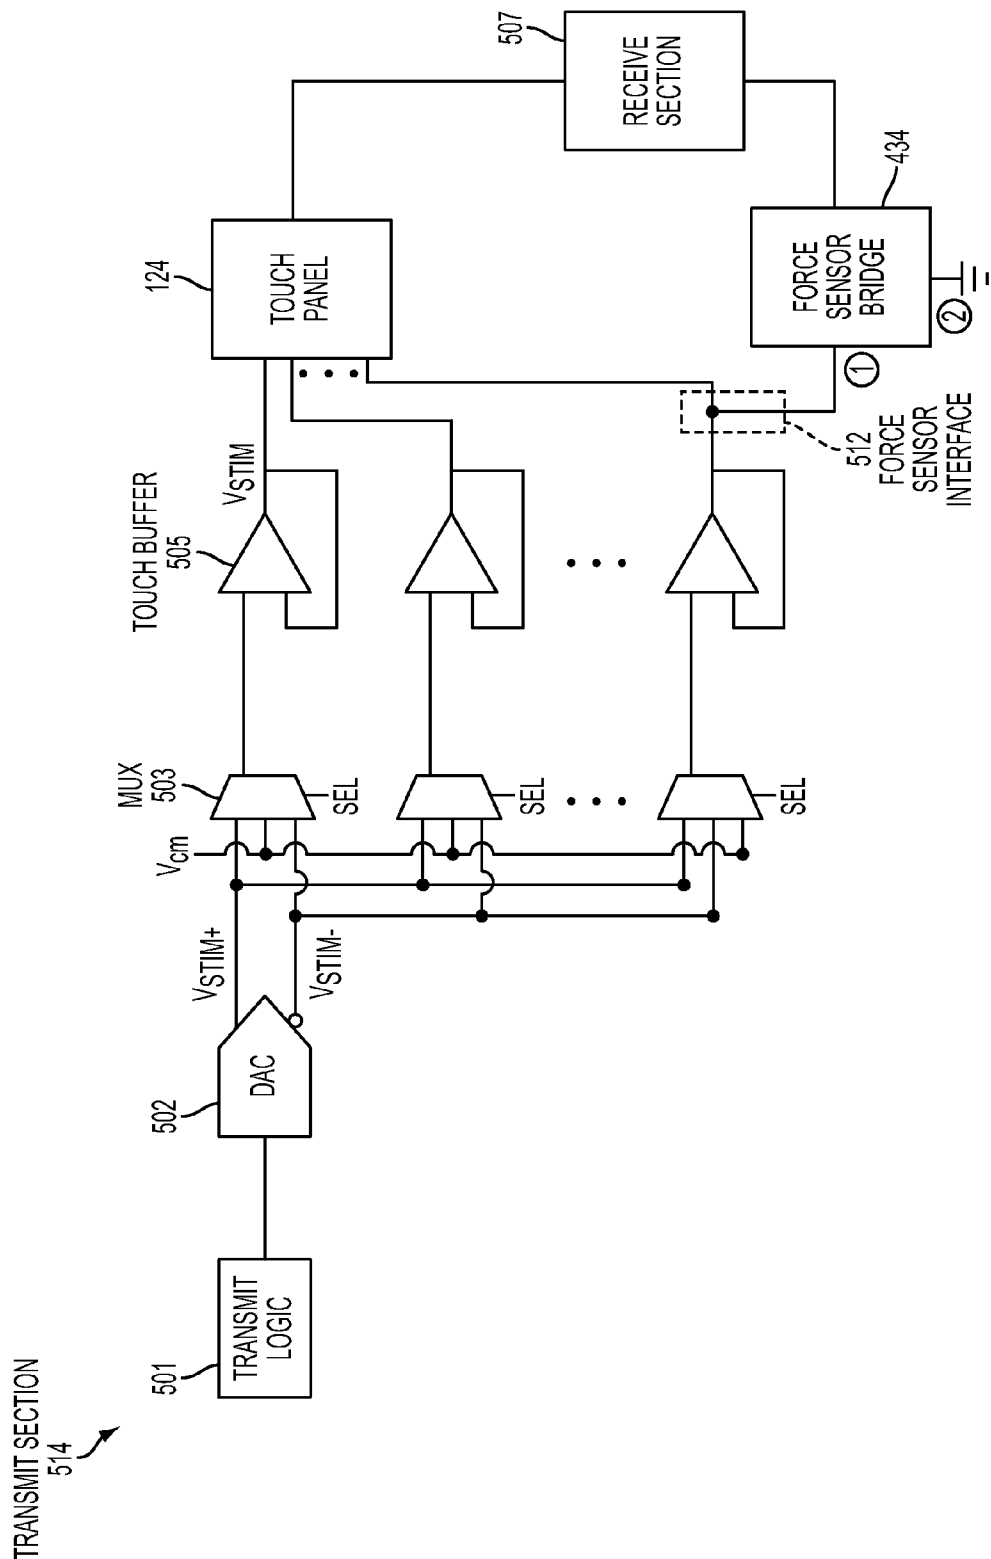 TRANSMIT SECTION
514
501
TRANSMIT
LOGIC
502
DAC
VSTIM+
VSTIM-
Vcm
MUX
503
SEL
SEL
SEL
TOUCH BUFFER
505
VSTIM
124
TOUCH
PANEL
507
RECEIVE
SECTION
512
FORCE
SENSOR
INTERFACE
434
FORCE
SENSOR
BRIDGE
1
2